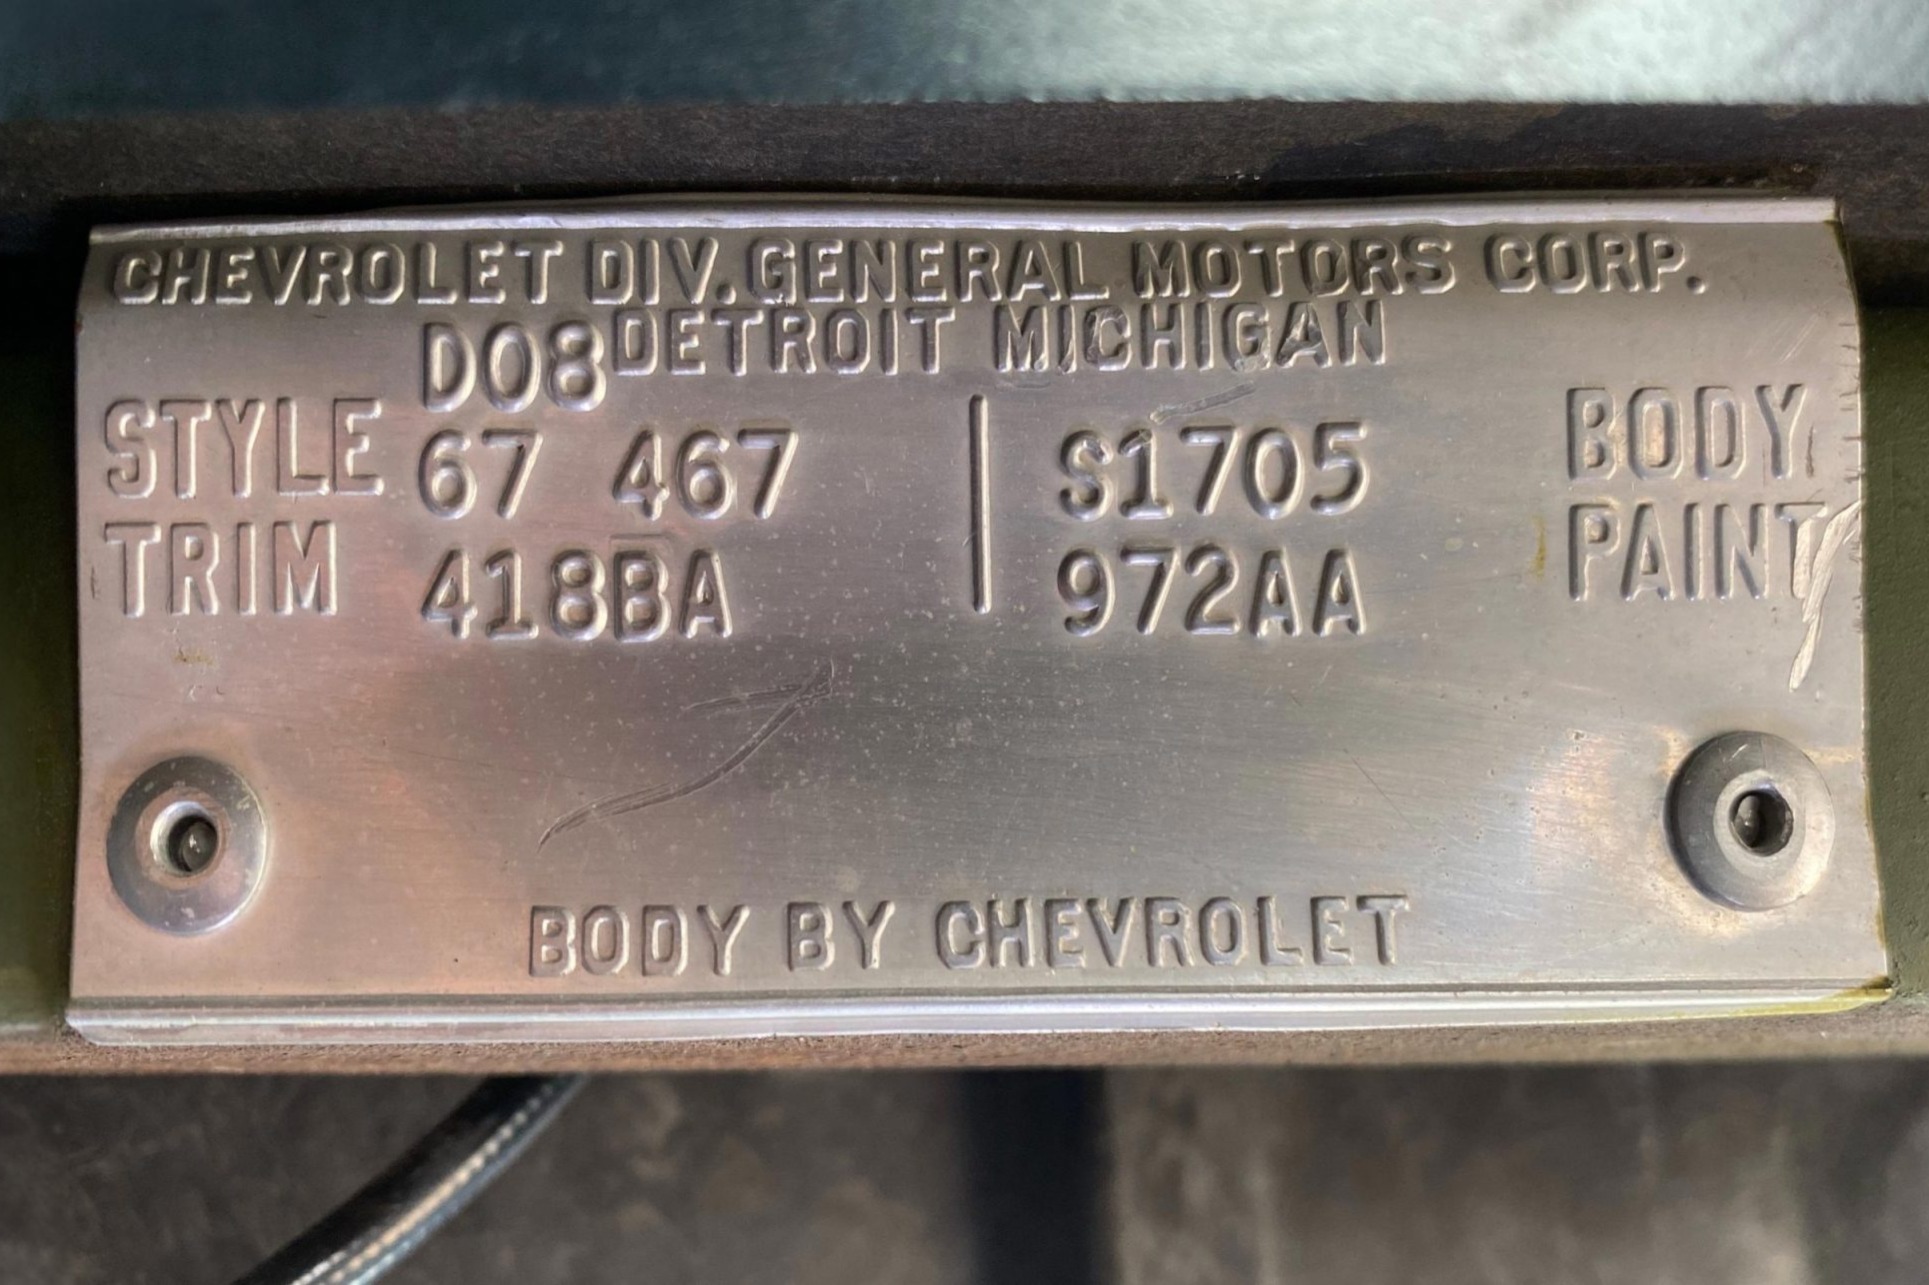 CHEVROLET DIV. GENERAL MOTORS CORP.
D08 DETROIT MICHIGAN
STYLE 67 467 S1705 BODY
TRIM 418BA 972AA PAINT
BODY BY CHEVROLET